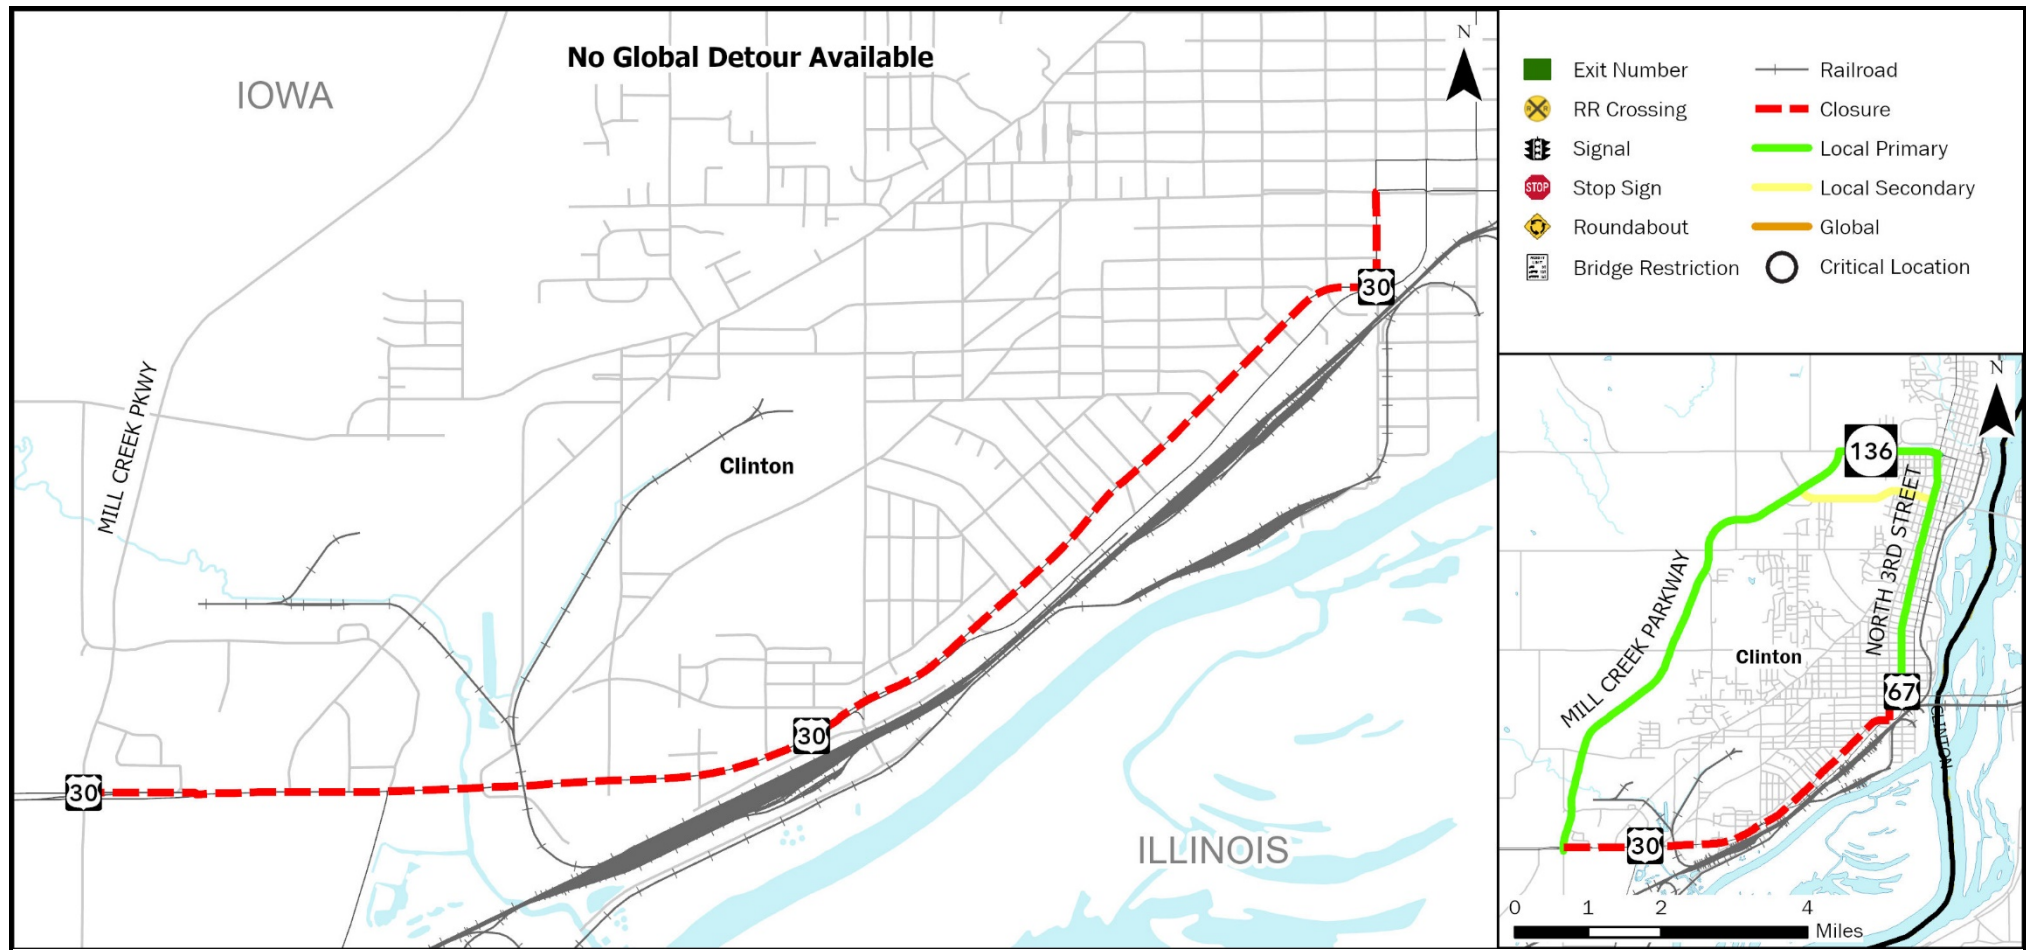 No Global Detour Available
IOWA
N
MILL CREEK PKWY
Clinton
30
30
30
ILLINOIS
Exit Number
RR Crossing
Signal
STOP
Stop Sign
Roundabout
Bridge Restriction
Railroad
Closure
Local Primary
Local Secondary
Global
Critical Location
N
136
NORTH 3RD STREET
MILL CREEK PARKWAY
Clinton
67
CLINTON
30
0 1 2 4
Miles